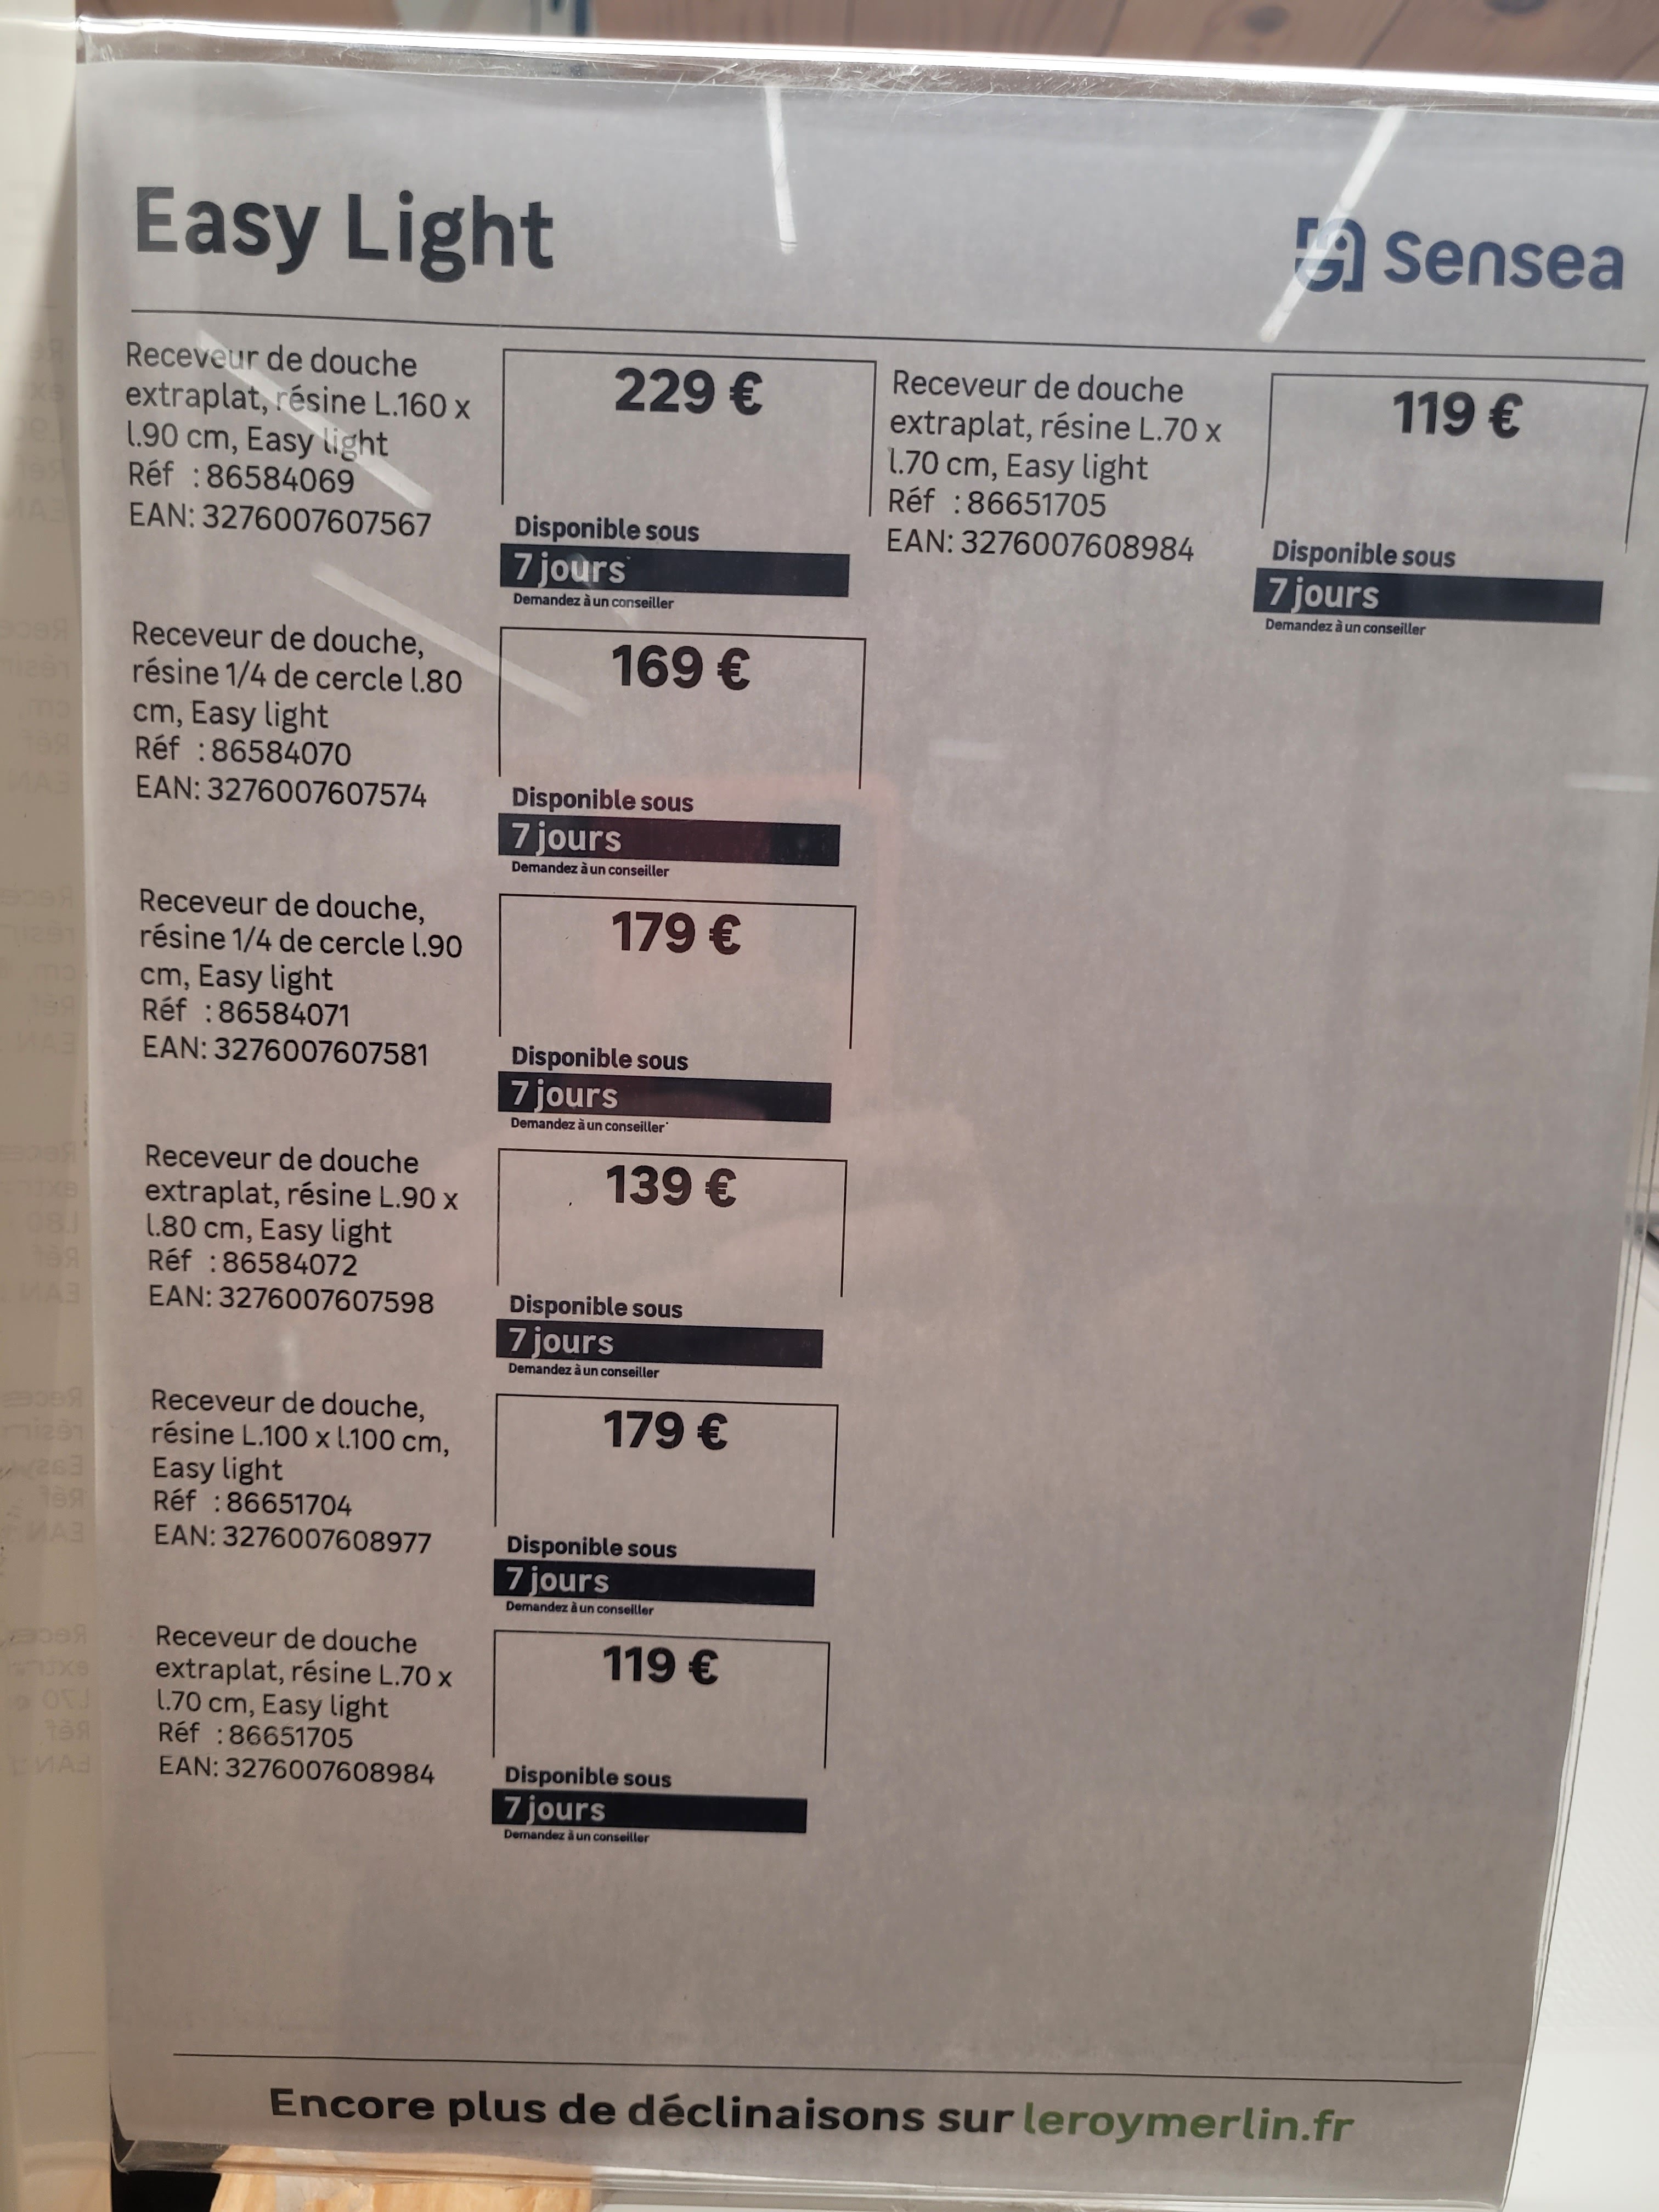 Easy Light
Sensea
Receveur de douche
extraplat, résine L.160 x
l.90 cm, Easy light
Réf : 86584069
EAN: 3276007607567
229 €
Disponible sous
7 jours
Demandez à un conseiller
Receveur de douche,
résine 1/4 de cercle l.80
cm, Easy light
Réf : 86584070
EAN: 3276007607574
169 €
Disponible sous
7 jours
Demandez à un conseiller
Receveur de douche,
résine 1/4 de cercle l.90
cm, Easy light
Réf : 86584071
EAN: 3276007607581
179 €
Disponible sous
7 jours
Demandez à un conseiller
Receveur de douche
extraplat, résine L.90 x
l.80 cm, Easy light
Réf : 86584072
EAN: 3276007607598
139 €
Disponible sous
7 jours
Demandez à un conseiller
Receveur de douche,
résine L.100 x l.100 cm,
Easy light
Réf : 86651704
EAN: 3276007608977
179 €
Disponible sous
7 jours
Demandez à un conseiller
Receveur de douche
extraplat, résine L.70 x
l.70 cm, Easy light
Réf : 86651705
EAN: 3276007608984
119 €
Disponible sous
7 jours
Demandez à un conseiller
Receveur de douche
extraplat, résine L.70 x
l.70 cm, Easy light
Réf : 86651705
EAN: 3276007608984
119 €
Disponible sous
7 jours
Demandez à un conseiller
Encore plus de déclinaisons sur leroymerlin.fr